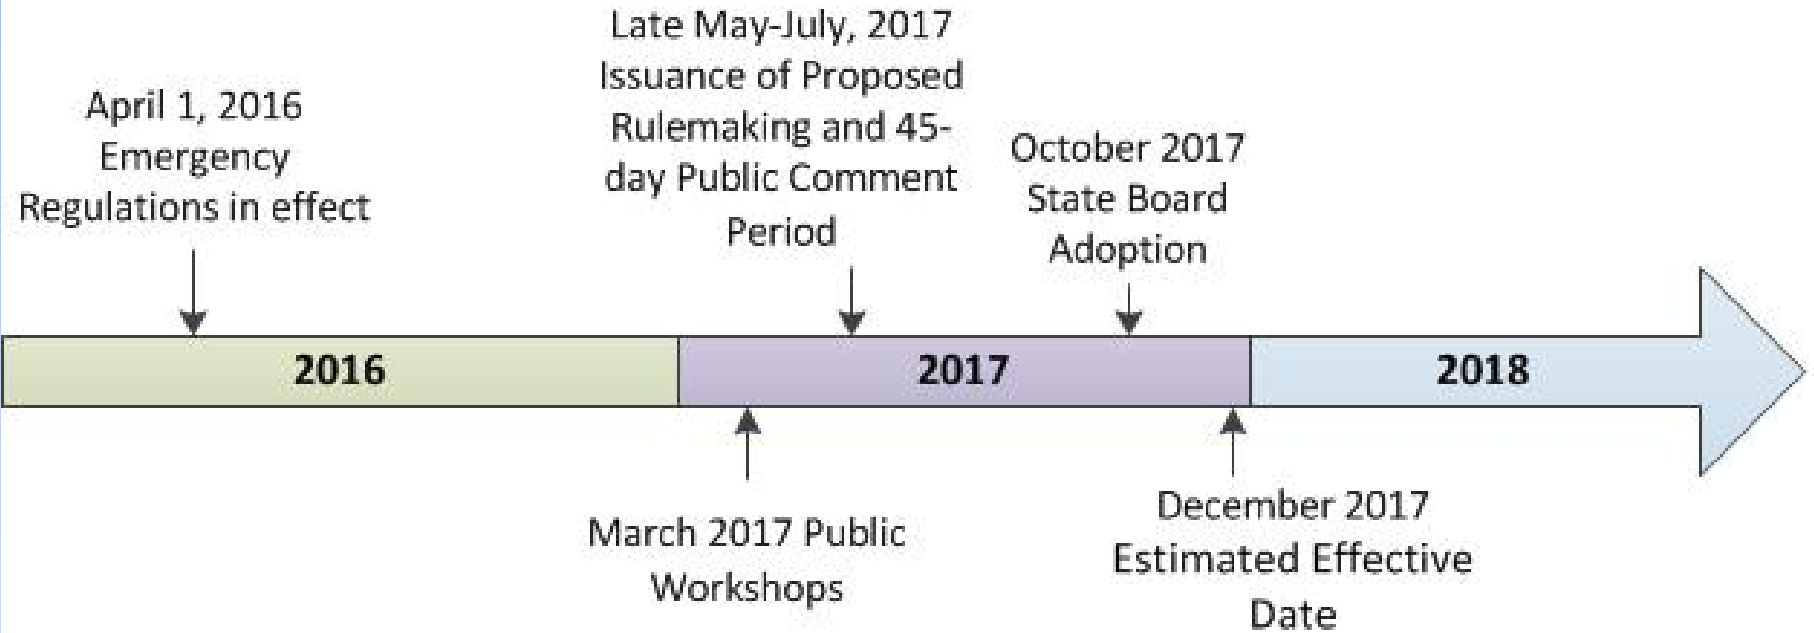 Late May-July, 2017
Issuance of Proposed
Rulemaking and 45-
day Public Comment
Period
April 1, 2016
Emergency
Regulations in effect
October 2017
State Board
Adoption
2016
2017
2018
March 2017 Public
Workshops
December 2017
Estimated Effective
Date